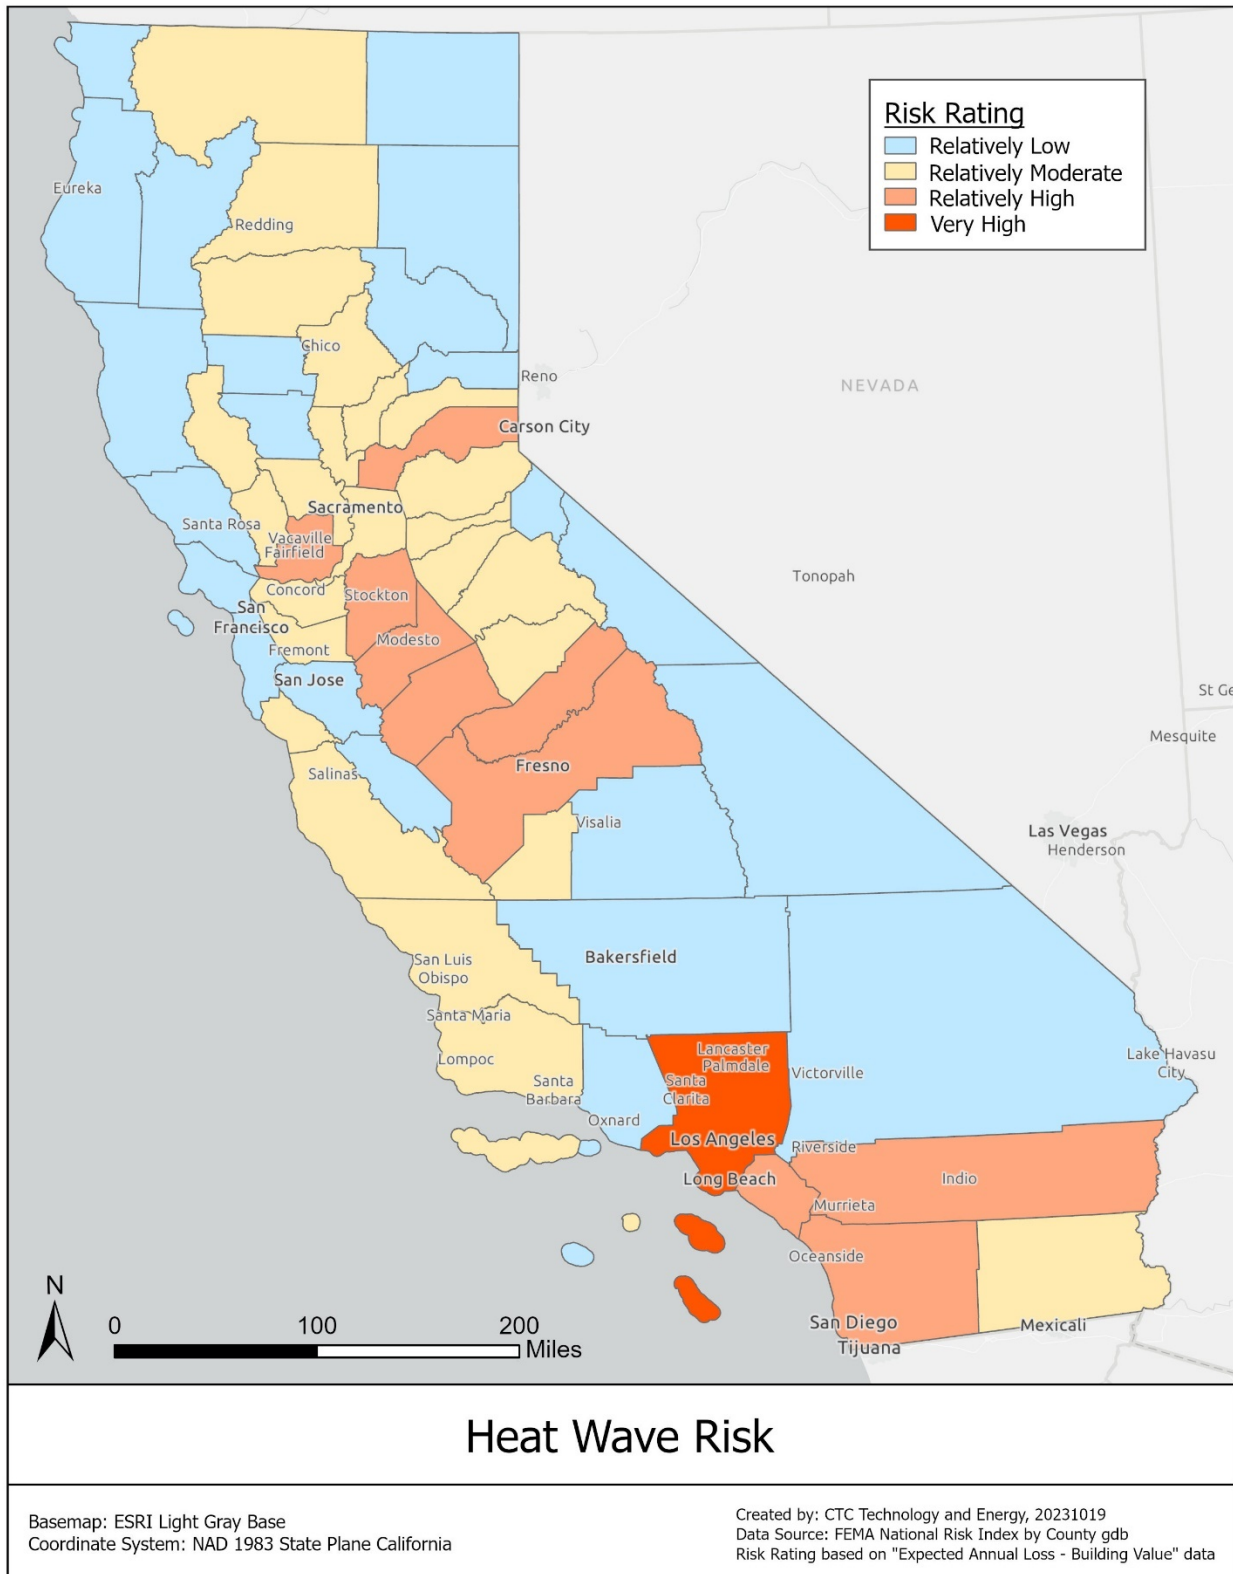 Risk Rating
Relatively Low
Relatively Moderate
Relatively High
Very High
Eureka
Redding
Chico
Reno
NEVADA
Carson City
Sacramento
Santa Rosa
Vacaville
Fairfield
Tonopah
Concord
Stockton
San
Francisco
Modesto
Fremont
San Jose
St Ge
Mesquite
Salinas
Fresno
Visalia
Las Vegas
Henderson
San Luis
Obispo
Bakersfield
Santa Maria
Lompoc
Lancaster
Palmdale
Lake Havasu
City
Victorville
Santa
Barbara
Santa
Clarita
Oxnard
Los Angeles
Riverside
Long Beach
Indio
Murrieta
Oceanside
San Diego
Mexicali
Tijuana
N
0 100 200
Miles
Heat Wave Risk
Basemap: ESRI Light Gray Base
Coordinate System: NAD 1983 State Plane California
Created by: CTC Technology and Energy, 20231019
Data Source: FEMA National Risk Index by County gdb
Risk Rating based on "Expected Annual Loss - Building Value" data